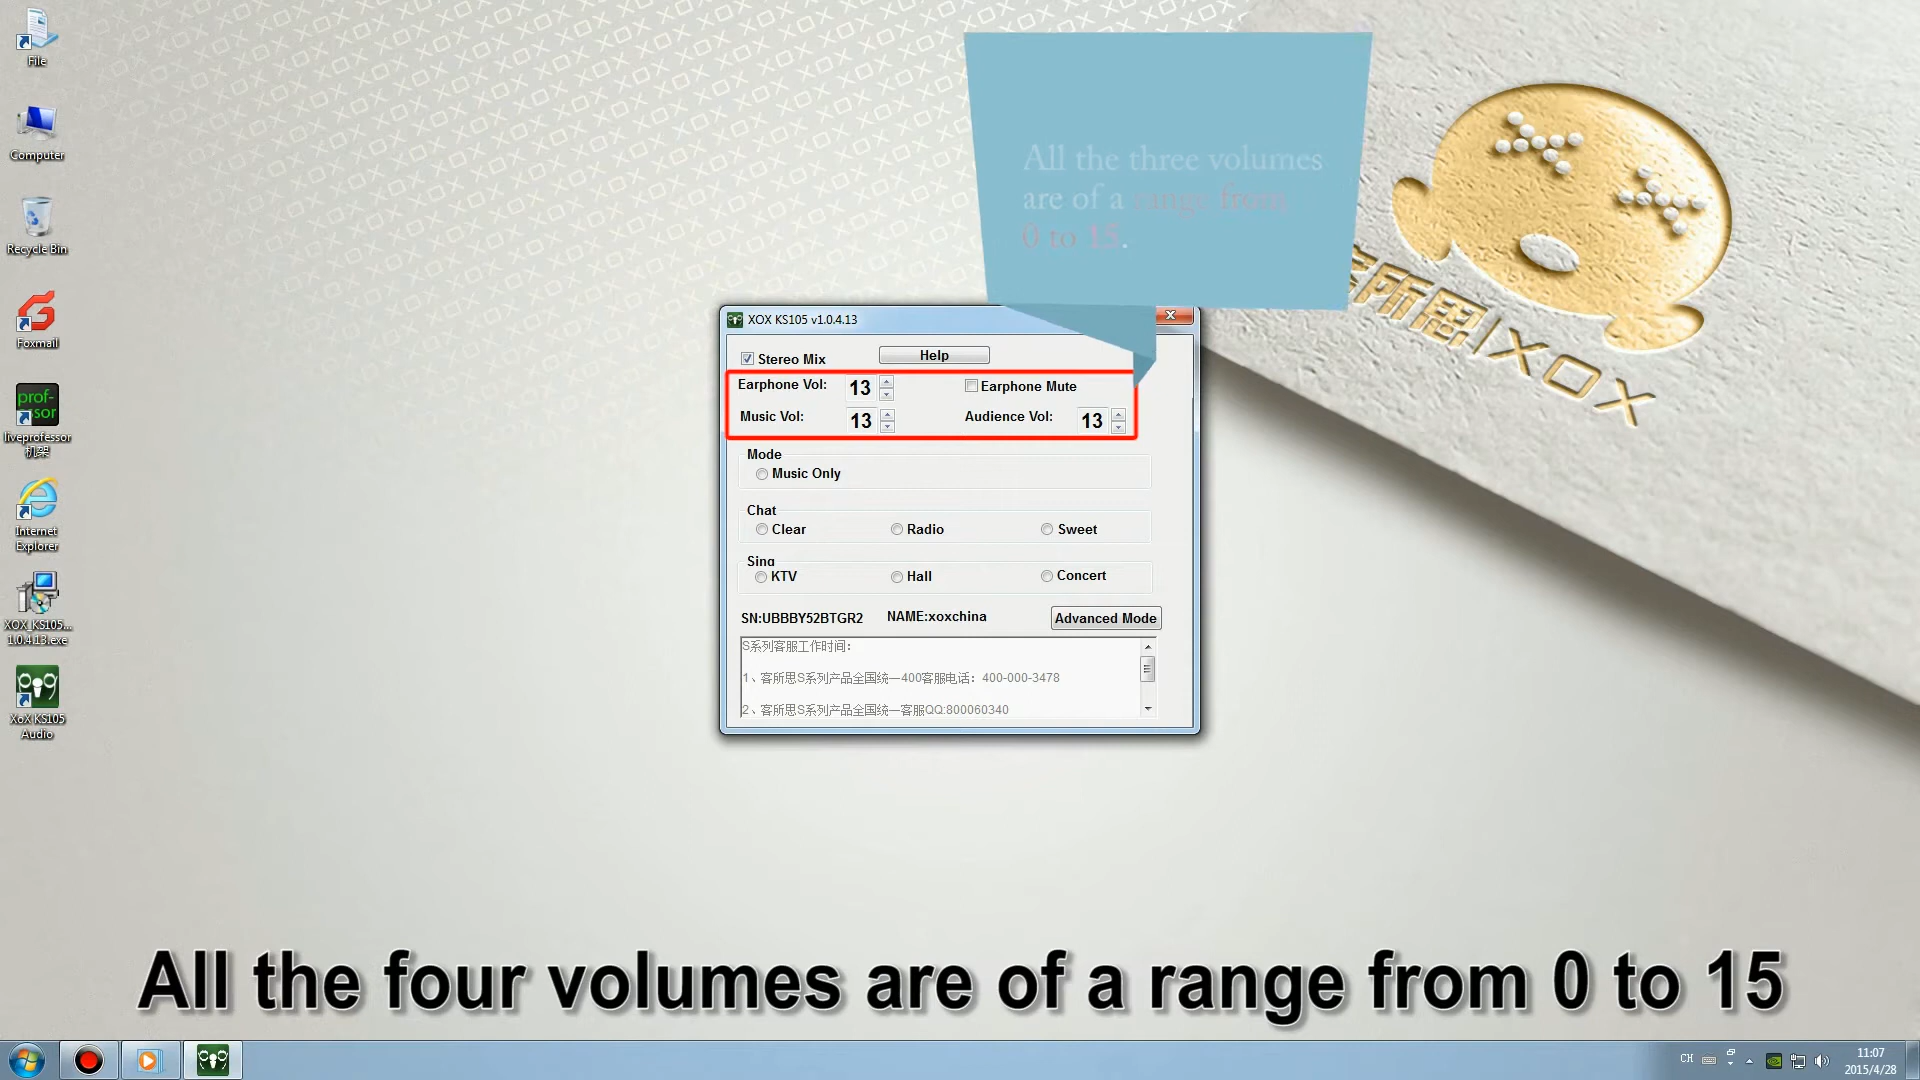 File
Computer
Recycle Bin
Foxmail
prof-
sor
liveprofessor
机架
Internet
Explorer
XOX_KS105...
1.0.4.13.exe
XoX KS105
Audio
All the three volumes
are of a range from
0 to 15.
客所思|XOX
XOX KS105 v1.0.4.13
Stereo Mix
Help
Earphone Vol:
13
Earphone Mute
Music Vol:
13
Audience Vol:
13
Mode
Music Only
Chat
Clear
Radio
Sweet
Sing
KTV
Hall
Concert
SN:UBBBY52BTGR2
NAME:xoxchina
Advanced Mode
S系列客服工作时间：
1、客所思S系列产品全国统一400客服电话：400-000-3478
2、客所思S系列产品全国统一客服QQ:800060340
All the four volumes are of a range from 0 to 15
CH
11:07
2015/4/28